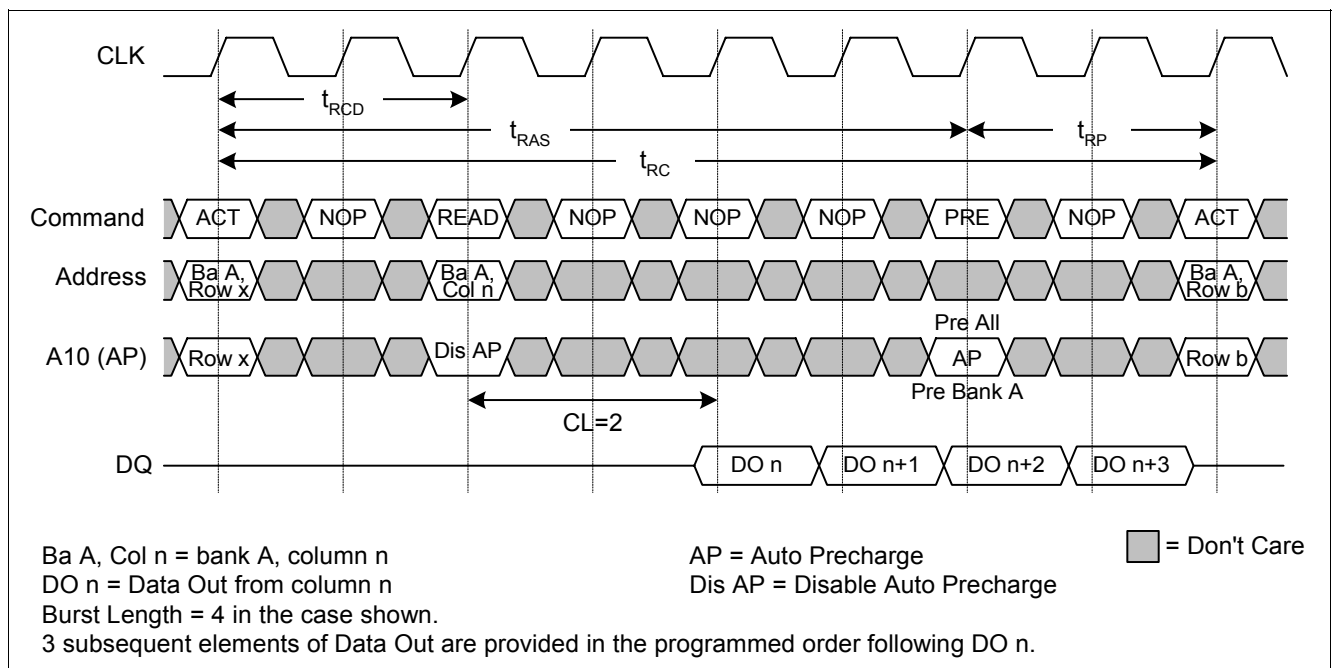 CLK
tRCD
tRAS
tRP
tRC
Command ACT NOP READ NOP NOP NOP PRE NOP ACT
Address Ba A, Row x Ba A, Col n Ba A, Row b
Pre All
A10 (AP) Row x Dis AP AP Row b
Pre Bank A
CL=2
DQ DO n DO n+1 DO n+2 DO n+3
Ba A, Col n = bank A, column n
DO n = Data Out from column n
Burst Length = 4 in the case shown.
3 subsequent elements of Data Out are provided in the programmed order following DO n.
AP = Auto Precharge
Dis AP = Disable Auto Precharge
= Don't Care